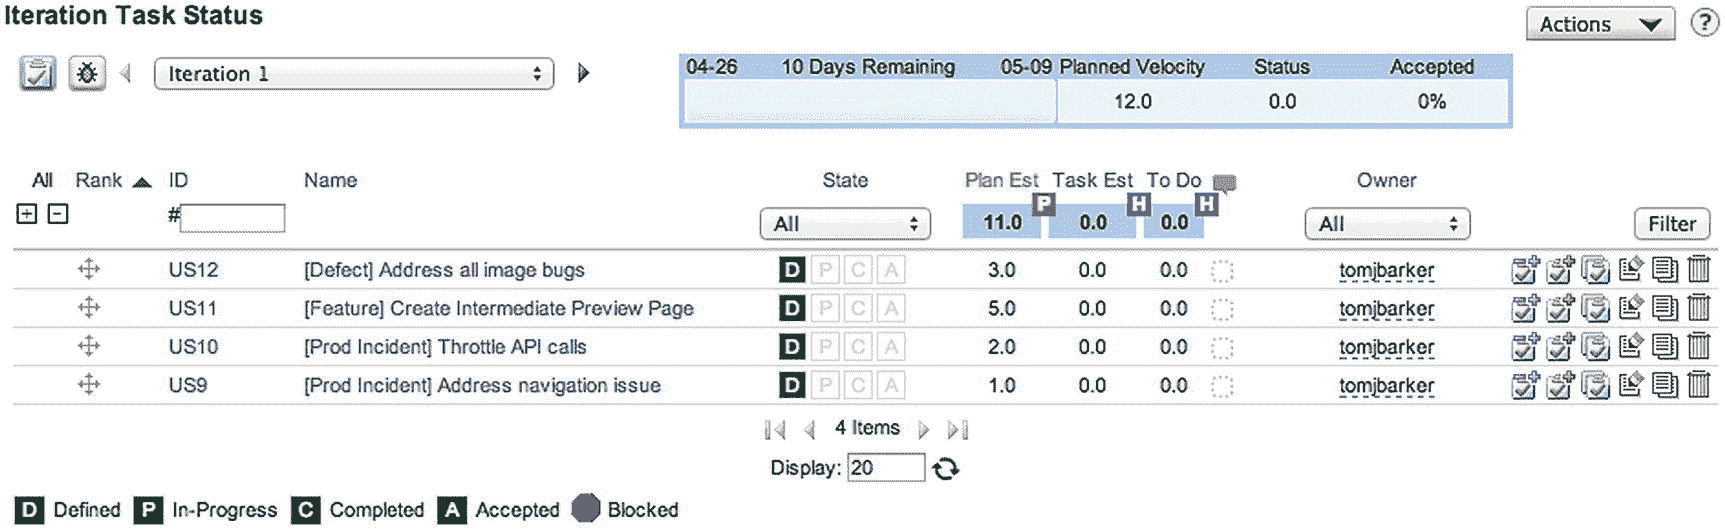 Iteration Task Status
Actions ?
Iteration 1
04-26 10 Days Remaining 05-09 Planned Velocity Status Accepted
12.0 0.0 0%
All Rank ID Name State Plan Est Task Est To Do Owner
# All 11.0 P 0.0 H 0.0 H All Filter
US12 [Defect] Address all image bugs D P C A 3.0 0.0 0.0 tomjbarker
US11 [Feature] Create Intermediate Preview Page D P C A 5.0 0.0 0.0 tomjbarker
US10 [Prod Incident] Throttle API calls D P C A 2.0 0.0 0.0 tomjbarker
US9 [Prod Incident] Address navigation issue D P C A 1.0 0.0 0.0 tomjbarker
4 Items
Display: 20
D Defined P In-Progress C Completed A Accepted Blocked